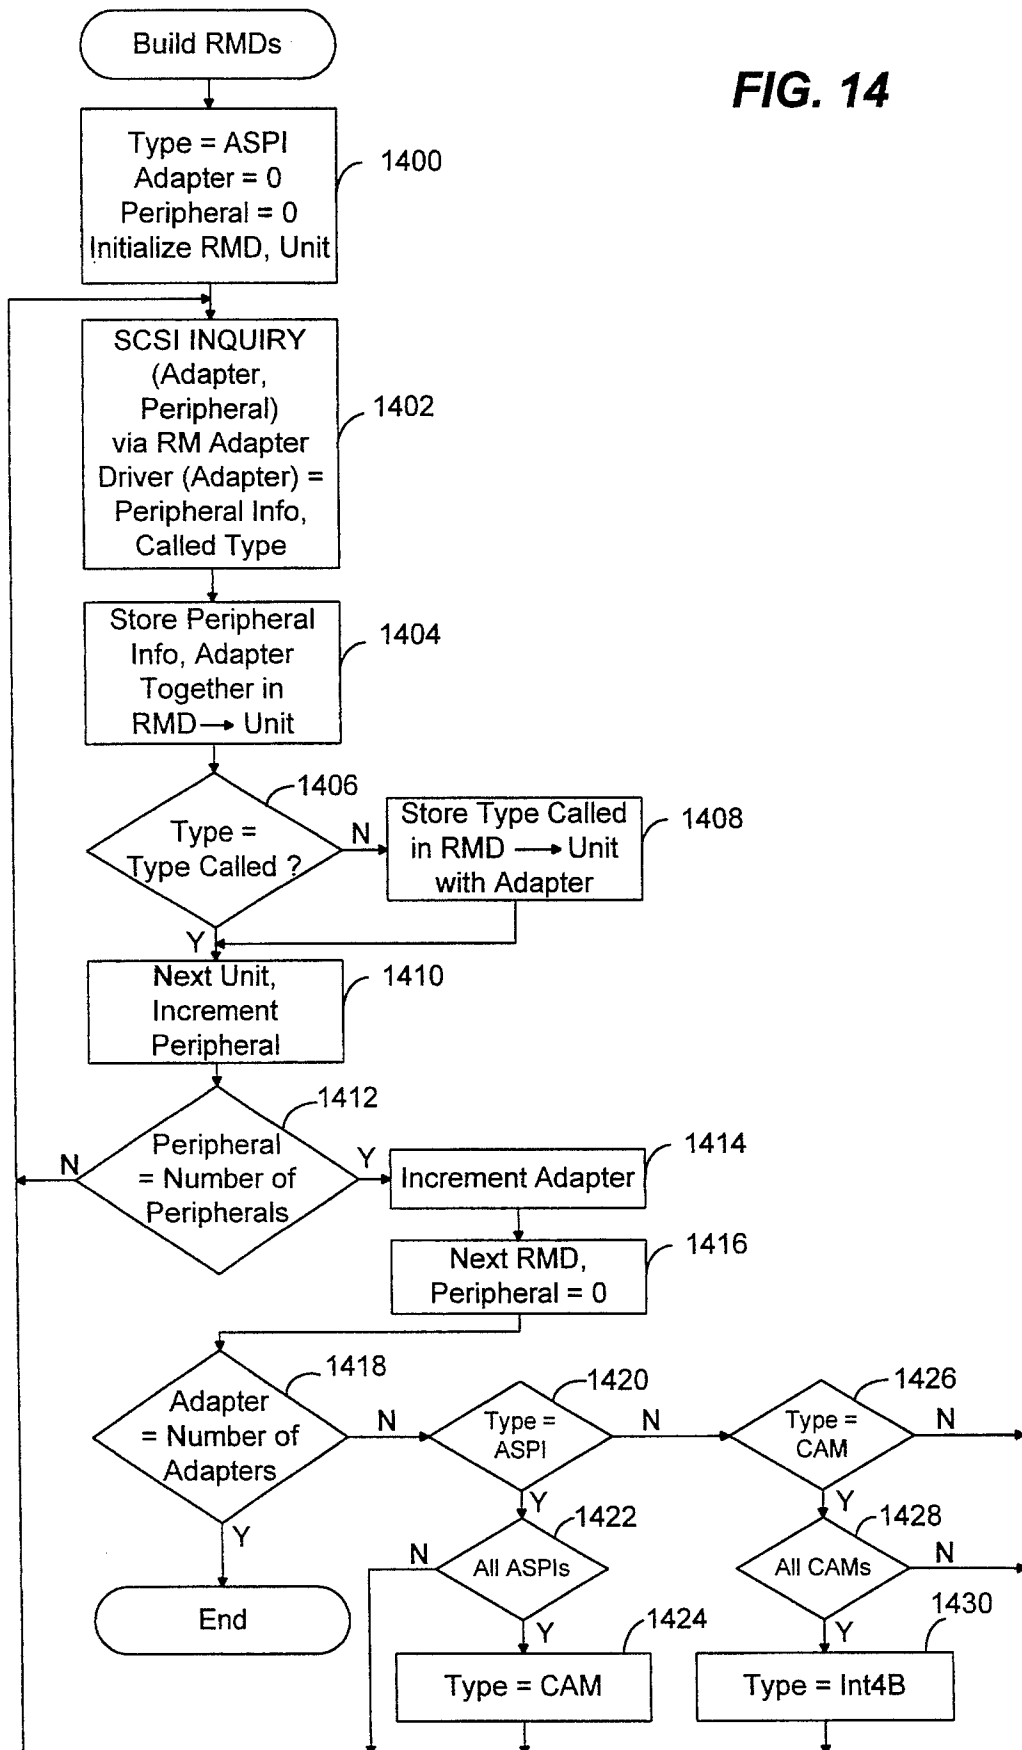 Build RMDs
FIG. 14
Type = ASPI
Adapter = 0
Peripheral = 0
Initialize RMD, Unit
1400
SCSI INQUIRY
(Adapter,
Peripheral)
via RM Adapter
Driver (Adapter) =
Peripheral Info,
Called Type
1402
Store Peripheral
Info, Adapter
Together in
RMD → Unit
1404
1406
Type =
Type Called ?
N
Y
Store Type Called
in RMD → Unit
with Adapter
1408
Next Unit,
Increment
Peripheral
1410
1412
Peripheral
= Number of
Peripherals
N
Y
Increment Adapter
1414
Next RMD,
Peripheral = 0
1416
1418
Adapter
= Number of
Adapters
N
Y
End
1420
Type =
ASPI
N
Y
1422
All ASPIs
N
Y
1424
Type = CAM
1426
Type =
CAM
N
Y
1428
All CAMs
N
Y
1430
Type = Int4B